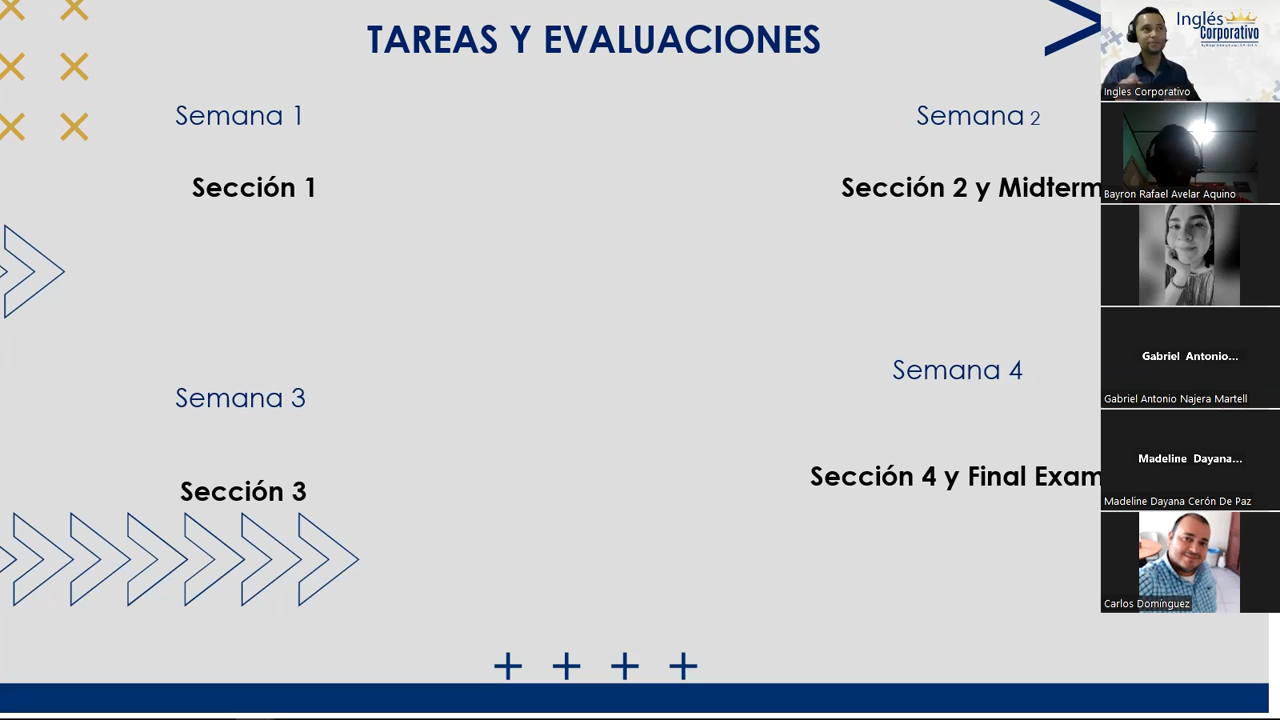 TAREAS Y EVALUACIONES
Semana 1
Sección 1
Semana 2
Sección 2 y Midterm
Semana 3
Sección 3
Semana 4
Sección 4 y Final Exam
Inglés
Corporativo
Ingles Corporativo
Bayron Rafael Avelar Aquino
Gabriel Antonio...
Gabriel Antonio Najera Martell
Madeline Dayana...
Madeline Dayana Cerón De Paz
Carlos Domínguez